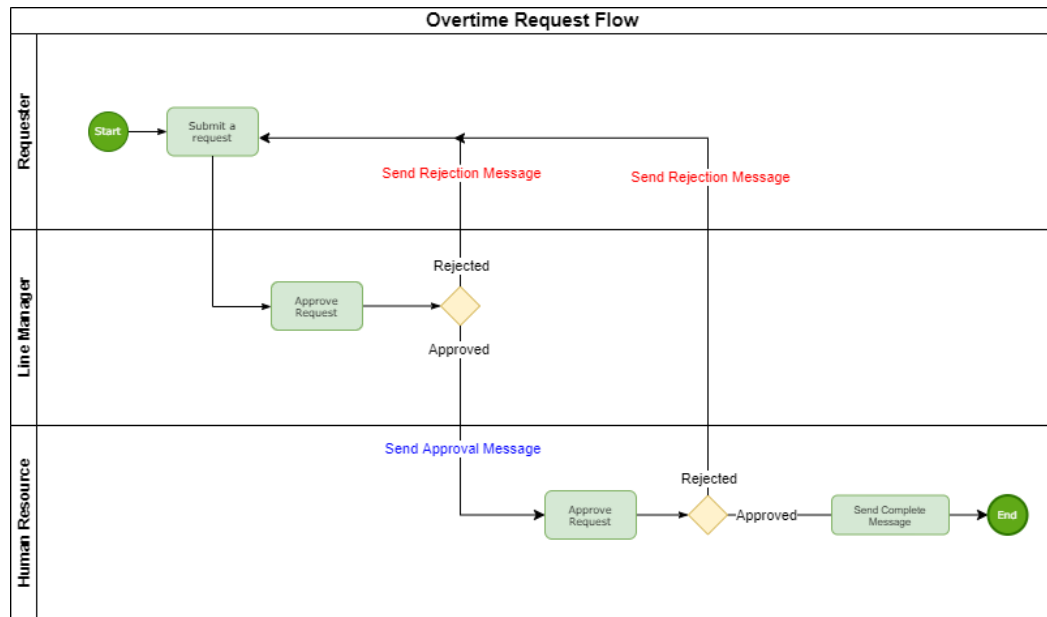 Overtime Request Flow
Requester
Start
Submit a
request
Send Rejection Message
Send Rejection Message
Line Manager
Approve
Request
Rejected
Approved
Human Resource
Send Approval Message
Approve
Request
Rejected
Approved
Send Complete
Message
End